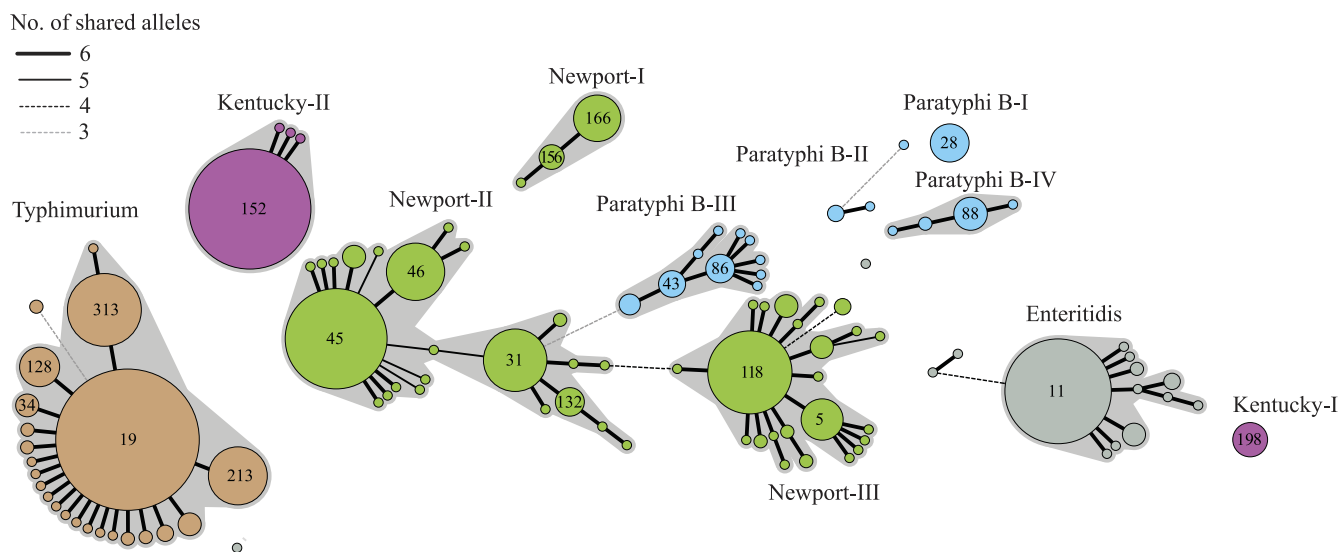 No. of shared alleles
6
5
4
3
Kentucky-II
152
Newport-I
166
156
Paratyphi B-I
28
Paratyphi B-II
Paratyphi B-IV
88
Typhimurium
313
128
34
19
213
Newport-II
46
45
31
132
Paratyphi B-III
43
86
118
5
Newport-III
Enteritidis
11
Kentucky-I
198